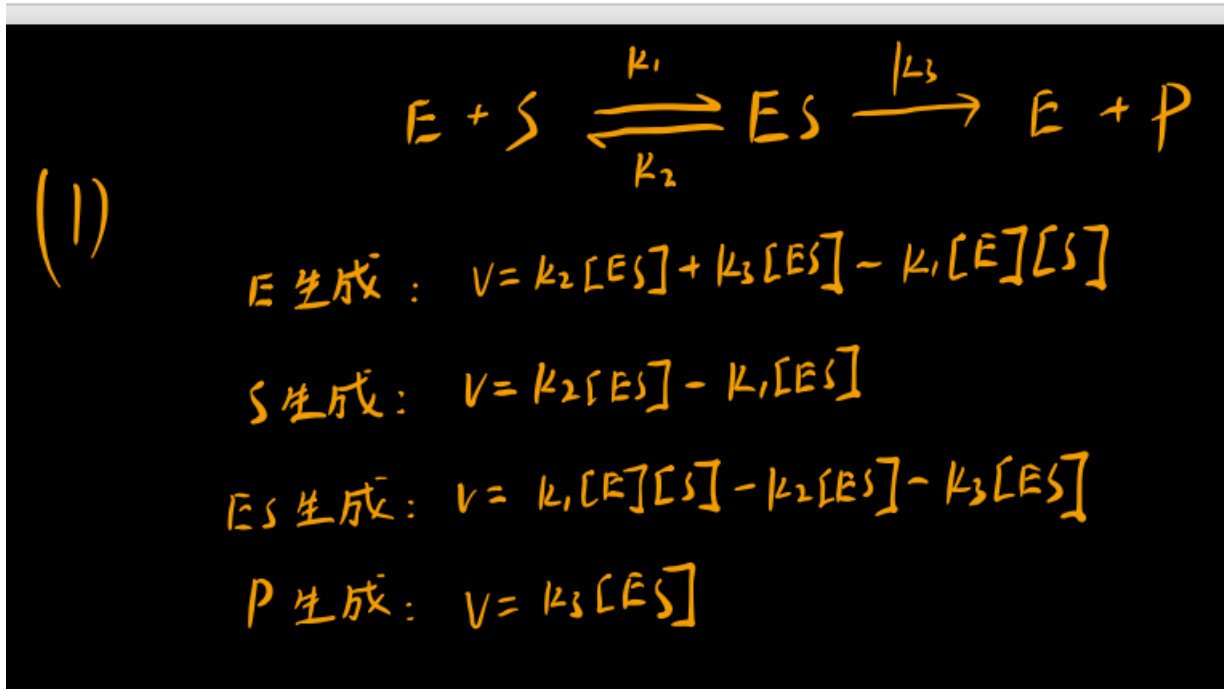 k₁ k₃
E + S ⇌ ES → E + P
k₂
(1)
E生成: V = k₂[ES] + k₃[ES] - k₁[E][S]
S生成: V = k₂[ES] - k₁[ES]
ES生成: V = k₁[E][S] - k₂[ES] - k₃[ES]
P生成: V = k₃[ES]